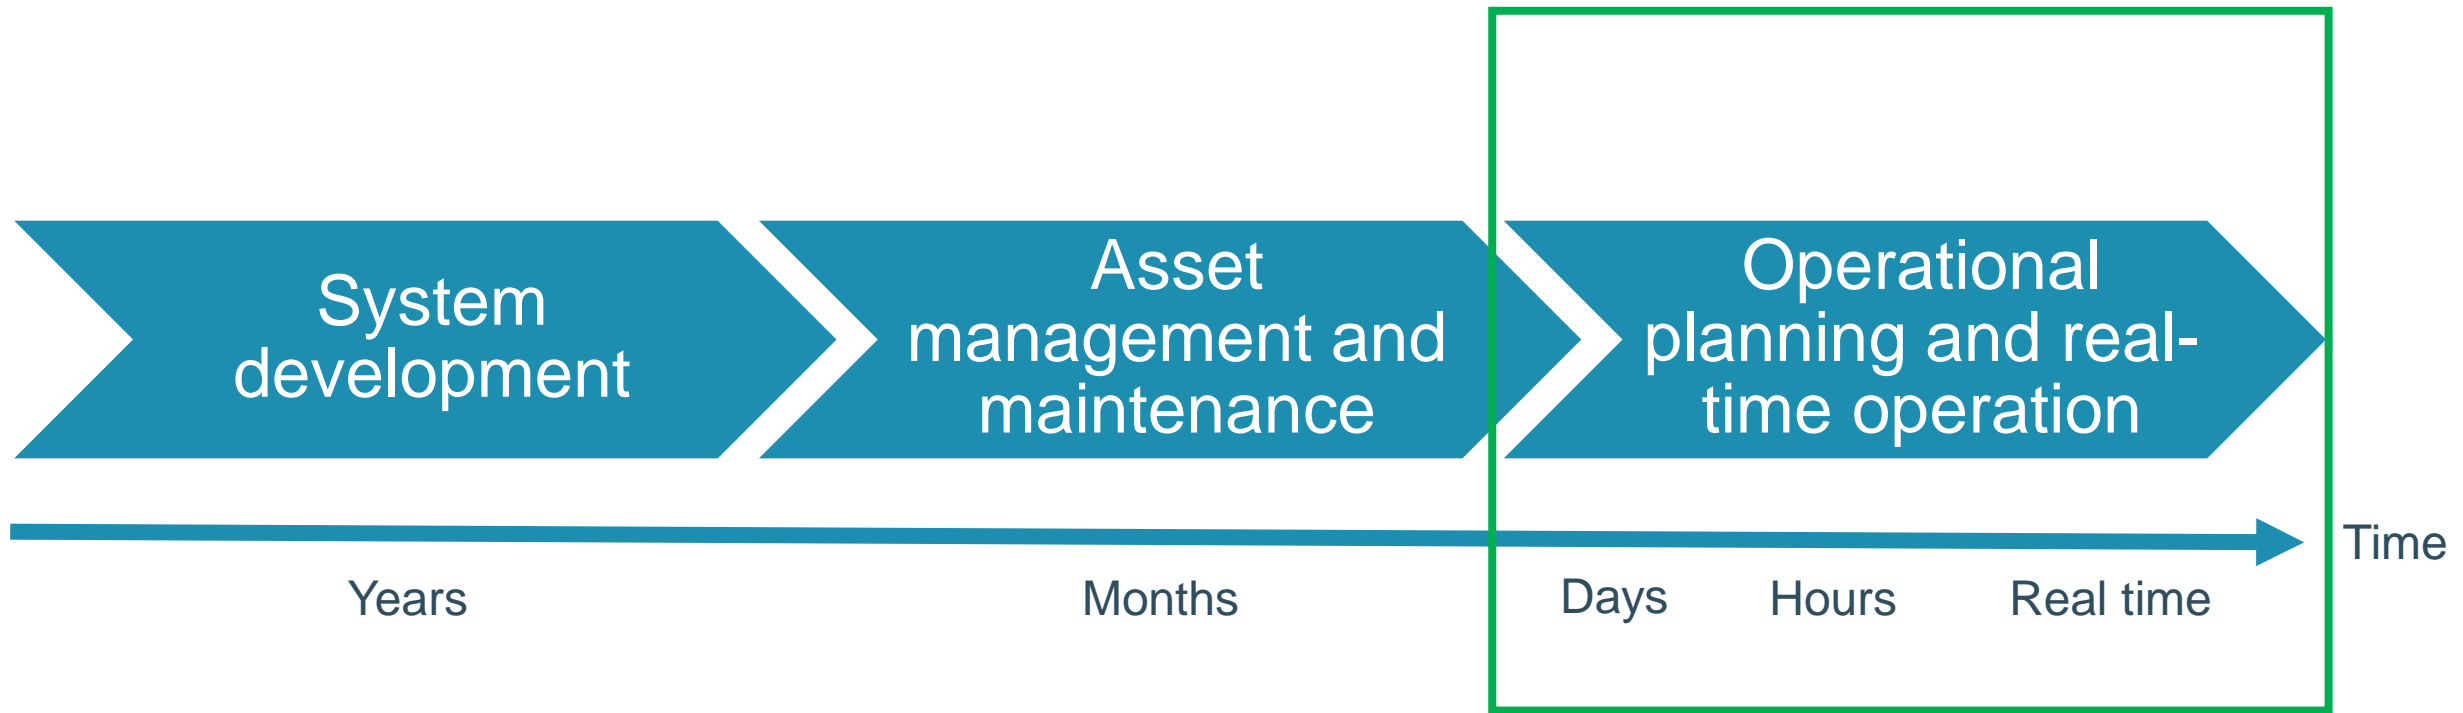 System
development
Asset
management and
maintenance
Operational
planning and real-
time operation
Time
Years
Months
Days
Hours
Real time